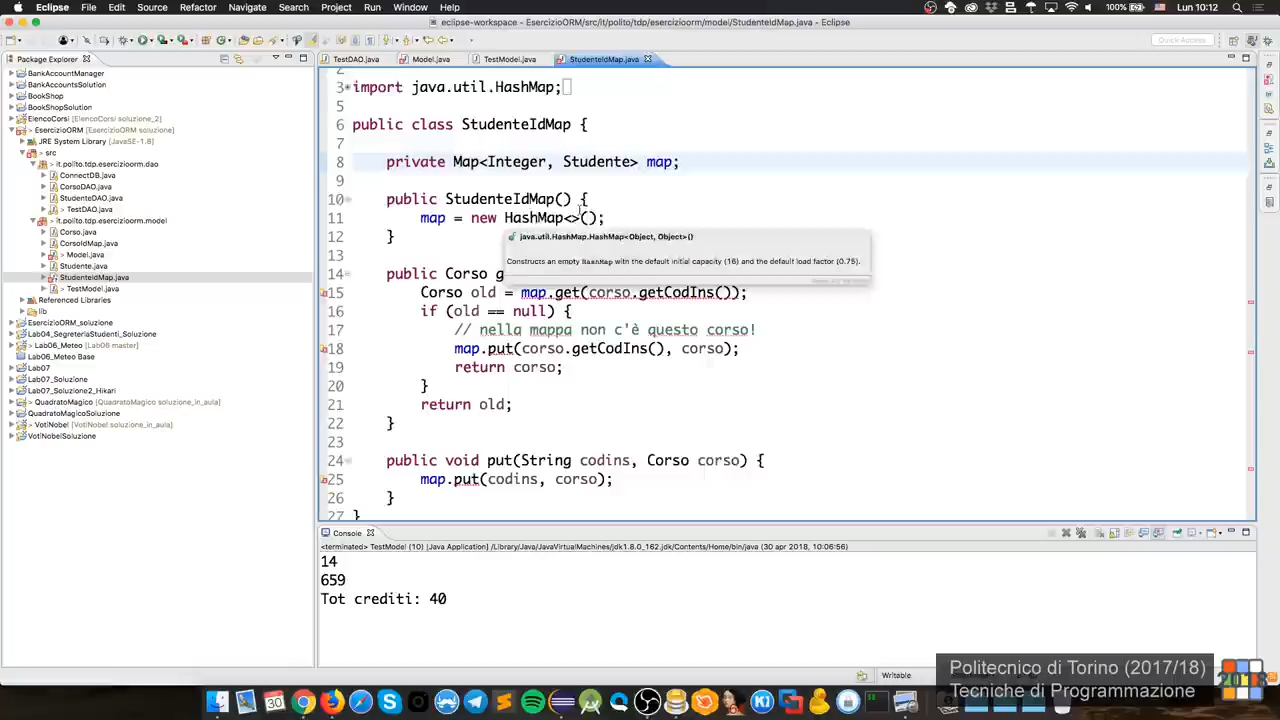 Eclipse File Edit Source Refactor Navigate Search Project Run Window Help
100% Lun 10:12
eclipse-workspace - EsercizioORM/src/it/polito/tdp/esercizioorm/model/StudenteIdMap.java - Eclipse
Quick Access
Package Explorer
TestDAO.java Model.java TestModel.java StudenteIdMap.java
BankAccountManager
BankAccountsSolution
BookShop
BookShopSolution
ElencoCorsi [ElencoCorsi soluzione_2]
> EsercizioORM [EsercizioORM soluzione]
JRE System Library [JavaSE-1.8]
> src
> it.polito.tdp.esercizioorm.dao
ConnectDB.java
CorsoDAO.java
StudenteDAO.java
> TestDAO.java
> it.polito.tdp.esercizioorm.model
Corso.java
CorsoIdMap.java
> Model.java
Studente.java
StudenteIdMap.java
> TestModel.java
Referenced Libraries
lib
EsercizioORM_soluzione
Lab04_SegreteriaStudenti_Soluzione
> Lab06_Meteo [Lab06 master]
Lab06_Meteo Base
Lab07
Lab07_Soluzione
Lab07_Soluzione2_Hikari
> QuadratoMagico [QuadratoMagico soluzione_in_aula]
QuadratoMagicoSoluzione
> VotiNobel [VotiNobel soluzione_in_aula]
VotiNobelSoluzione
2
3 import java.util.HashMap;
5
6 public class StudenteIdMap {
7
8 private Map<Integer, Studente> map;
9
10 public StudenteIdMap() {
11 map = new HashMap<>();
12 }
java.util.HashMap.HashMap<Object, Object>()
Constructs an empty HashMap with the default initial capacity (16) and the default load factor (0.75).
13
14 public Corso g
15 Corso old = map.get(corso.getCodIns());
16 if (old == null) {
17 // nella mappa non c'è questo corso!
18 map.put(corso.getCodIns(), corso);
19 return corso;
20 }
21 return old;
22 }
23
24 public void put(String codins, Corso corso) {
25 map.put(codins, corso);
26 }
27 }
Console
<terminated> TestModel (10) [Java Application] /Library/Java/JavaVirtualMachines/jdk1.8.0_162.jdk/Contents/Home/bin/java (30 apr 2018, 10:06:56)
14
659
Tot crediti: 40
Writable
Politecnico di Torino (2017/18)
Tecniche di Programmazione
2018
30